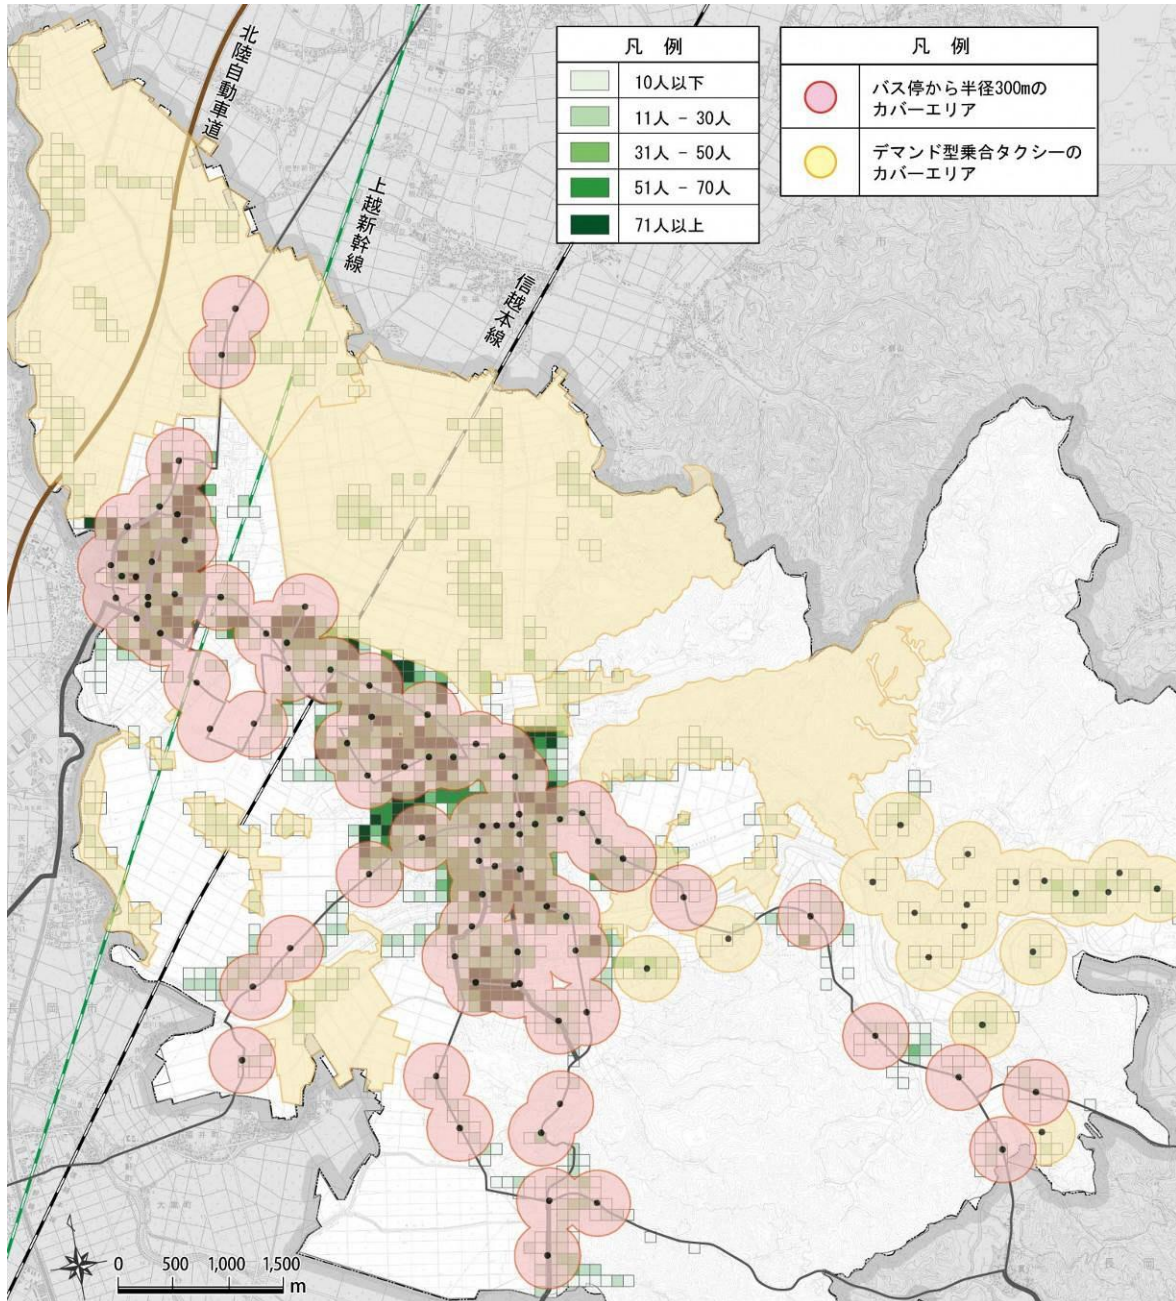 北陸自動車道
上越新幹線
信越本線
凡 例
10人以下
11人 - 30人
31人 - 50人
51人 - 70人
71人以上
凡 例
バス停から半径300mの
カバーエリア
デマンド型乗合タクシーの
カバーエリア
0 500 1,000 1,500
m